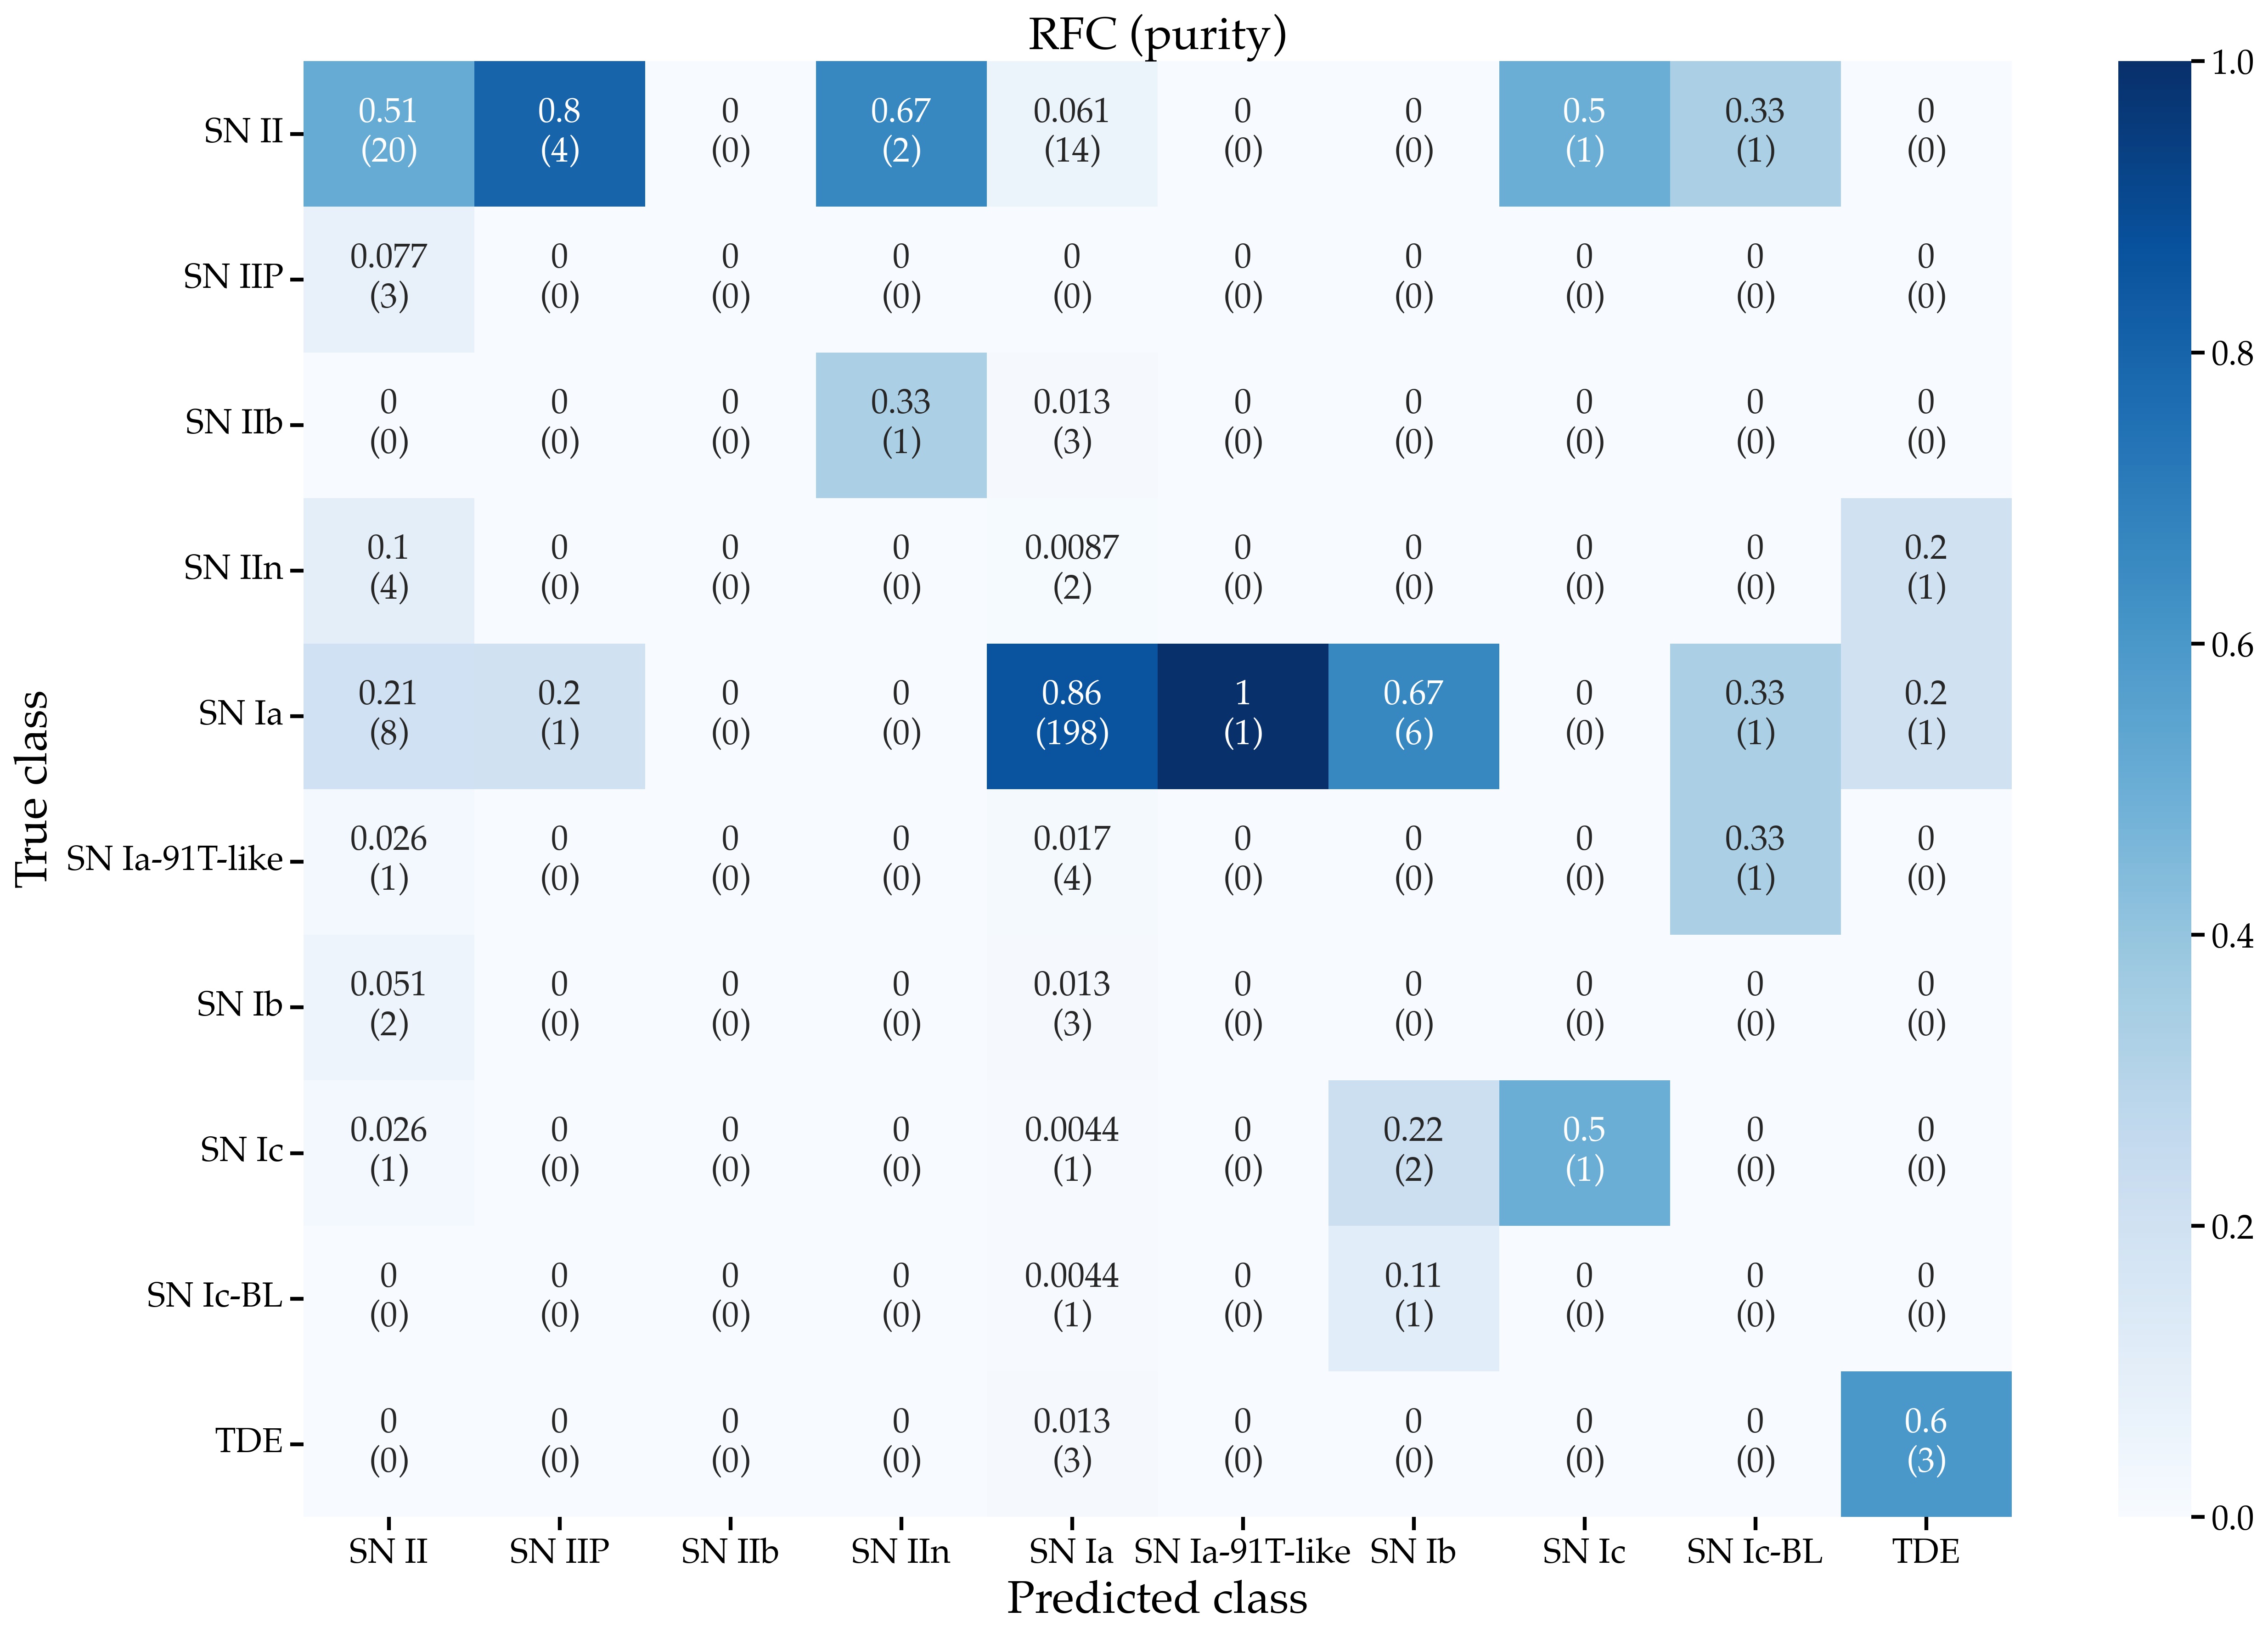 RFC (purity)
SN II 0.51 0.8 0 0.67 0.061 0 0 0.5 0.33 0
(20) (4) (0) (2) (14) (0) (0) (1) (1) (0)
SN IIP 0.077 0 0 0 0 0 0 0 0 0
(3) (0) (0) (0) (0) (0) (0) (0) (0) (0)
SN IIb 0 0 0 0.33 0.013 0 0 0 0 0
(0) (0) (0) (1) (3) (0) (0) (0) (0) (0)
SN IIn 0.1 0 0 0 0.0087 0 0 0 0 0.2
(4) (0) (0) (0) (2) (0) (0) (0) (0) (1)
SN Ia 0.21 0.2 0 0 0.86 1 0.67 0 0.33 0.2
(8) (1) (0) (0) (198) (1) (6) (0) (1) (1)
SN Ia-91T-like 0.026 0 0 0 0.017 0 0 0 0.33 0
(1) (0) (0) (0) (4) (0) (0) (0) (1) (0)
SN Ib 0.051 0 0 0 0.013 0 0 0 0 0
(2) (0) (0) (0) (3) (0) (0) (0) (0) (0)
SN Ic 0.026 0 0 0 0.0044 0 0.22 0.5 0 0
(1) (0) (0) (0) (1) (0) (2) (1) (0) (0)
SN Ic-BL 0 0 0 0 0.0044 0 0.11 0 0 0
(0) (0) (0) (0) (1) (0) (1) (0) (0) (0)
TDE 0 0 0 0 0.013 0 0 0 0 0.6
(0) (0) (0) (0) (3) (0) (0) (0) (0) (3)
SN II SN IIP SN IIb SN IIn SN Ia SN Ia-91T-like SN Ib SN Ic SN Ic-BL TDE
Predicted class
True class
1.0
0.8
0.6
0.4
0.2
0.0